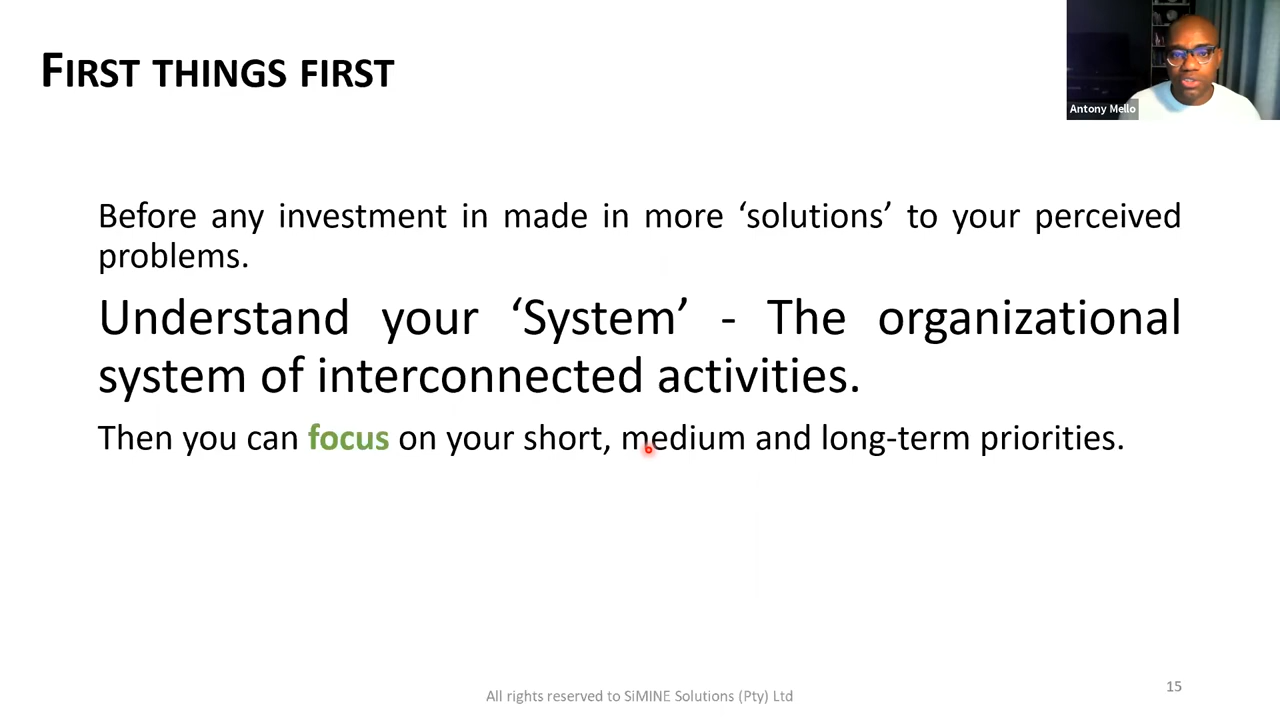 FIRST THINGS FIRST
Antony Mello
Before any investment in made in more ‘solutions’ to your perceived
problems.
Understand your ‘System’ - The organizational
system of interconnected activities.
Then you can focus on your short, medium and long-term priorities.
All rights reserved to SiMINE Solutions (Pty) Ltd
15